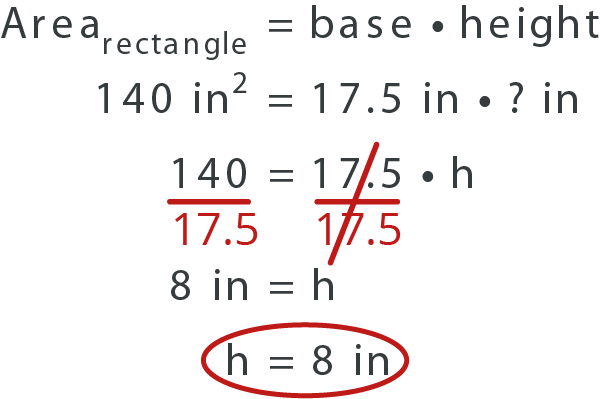 Area rectangle = base • height
140 in² = 17.5 in • ? in
140 = 17.5 • h
17.5 17.5
8 in = h
h = 8 in